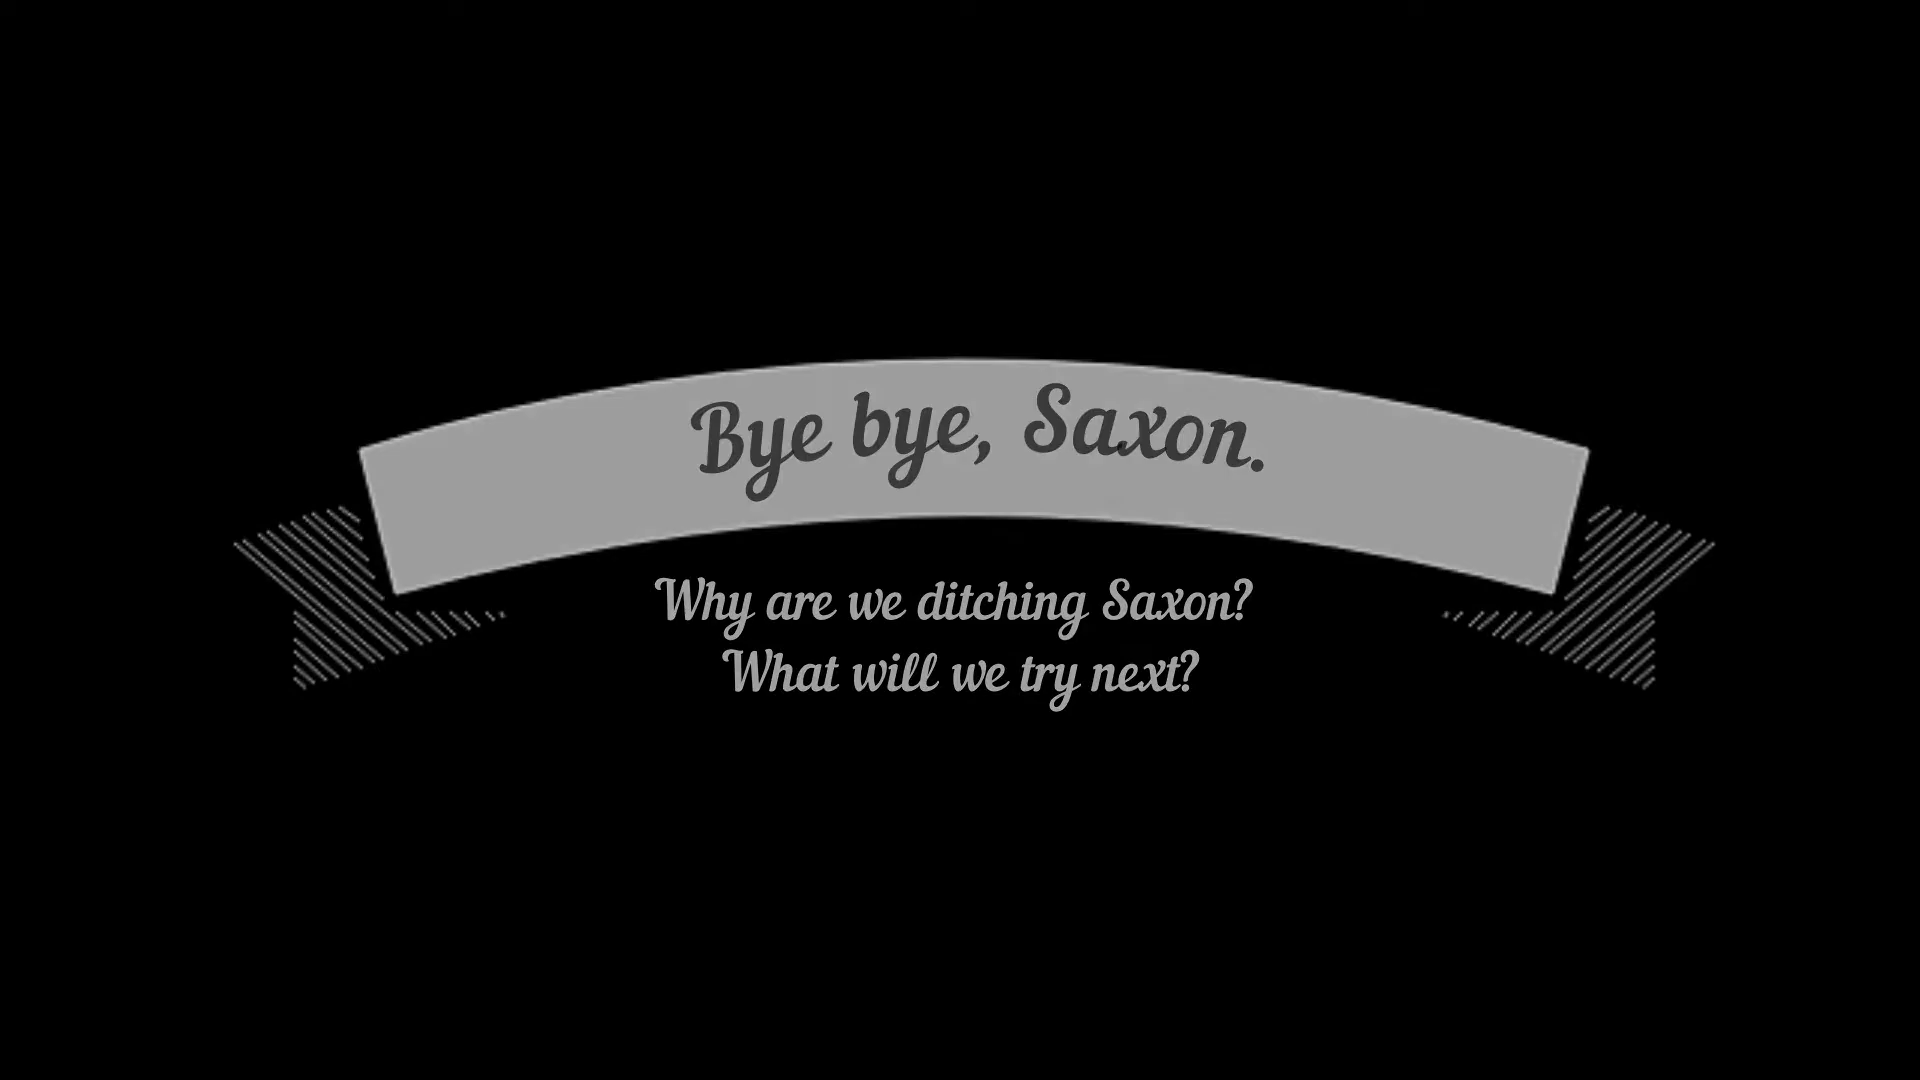 Bye bye, Saxon.
Why are we ditching Saxon?
What will we try next?